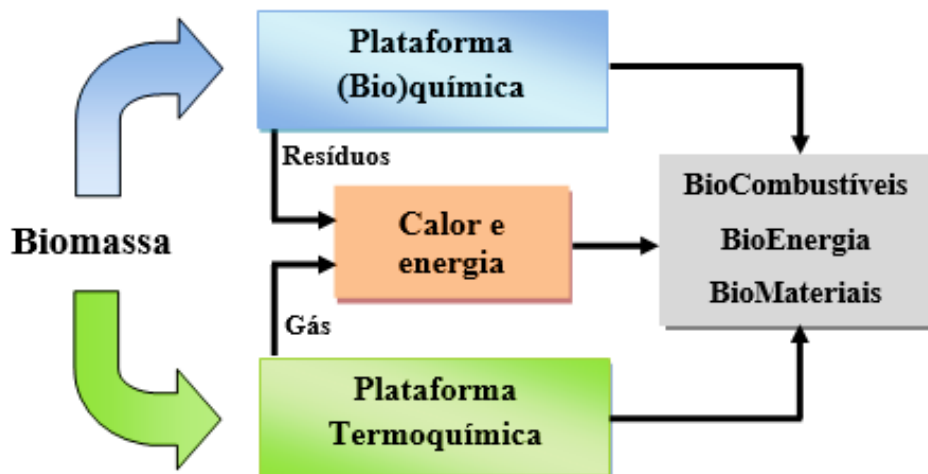 Plataforma
(Bio)química
Resíduos
Biomassa
Calor e
energia
BioCombustíveis
BioEnergia
BioMateriais
Gás
Plataforma
Termoquímica